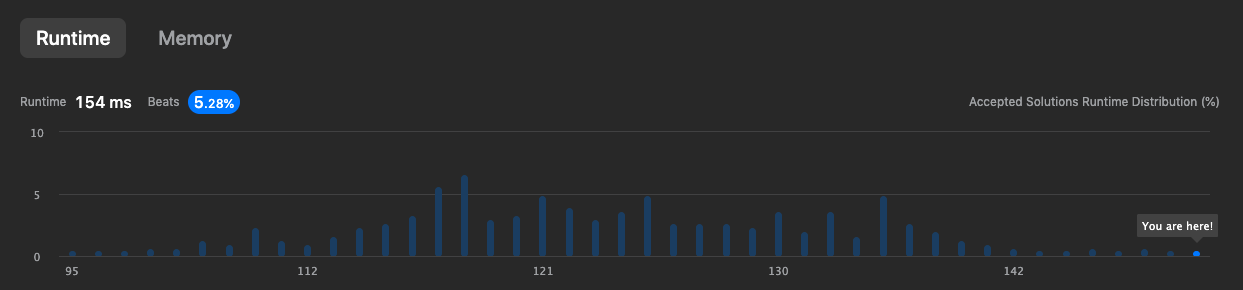 Runtime Memory
Runtime 154 ms Beats 5.28% Accepted Solutions Runtime Distribution (%)
10
5
You are here!
0
95 112 121 130 142